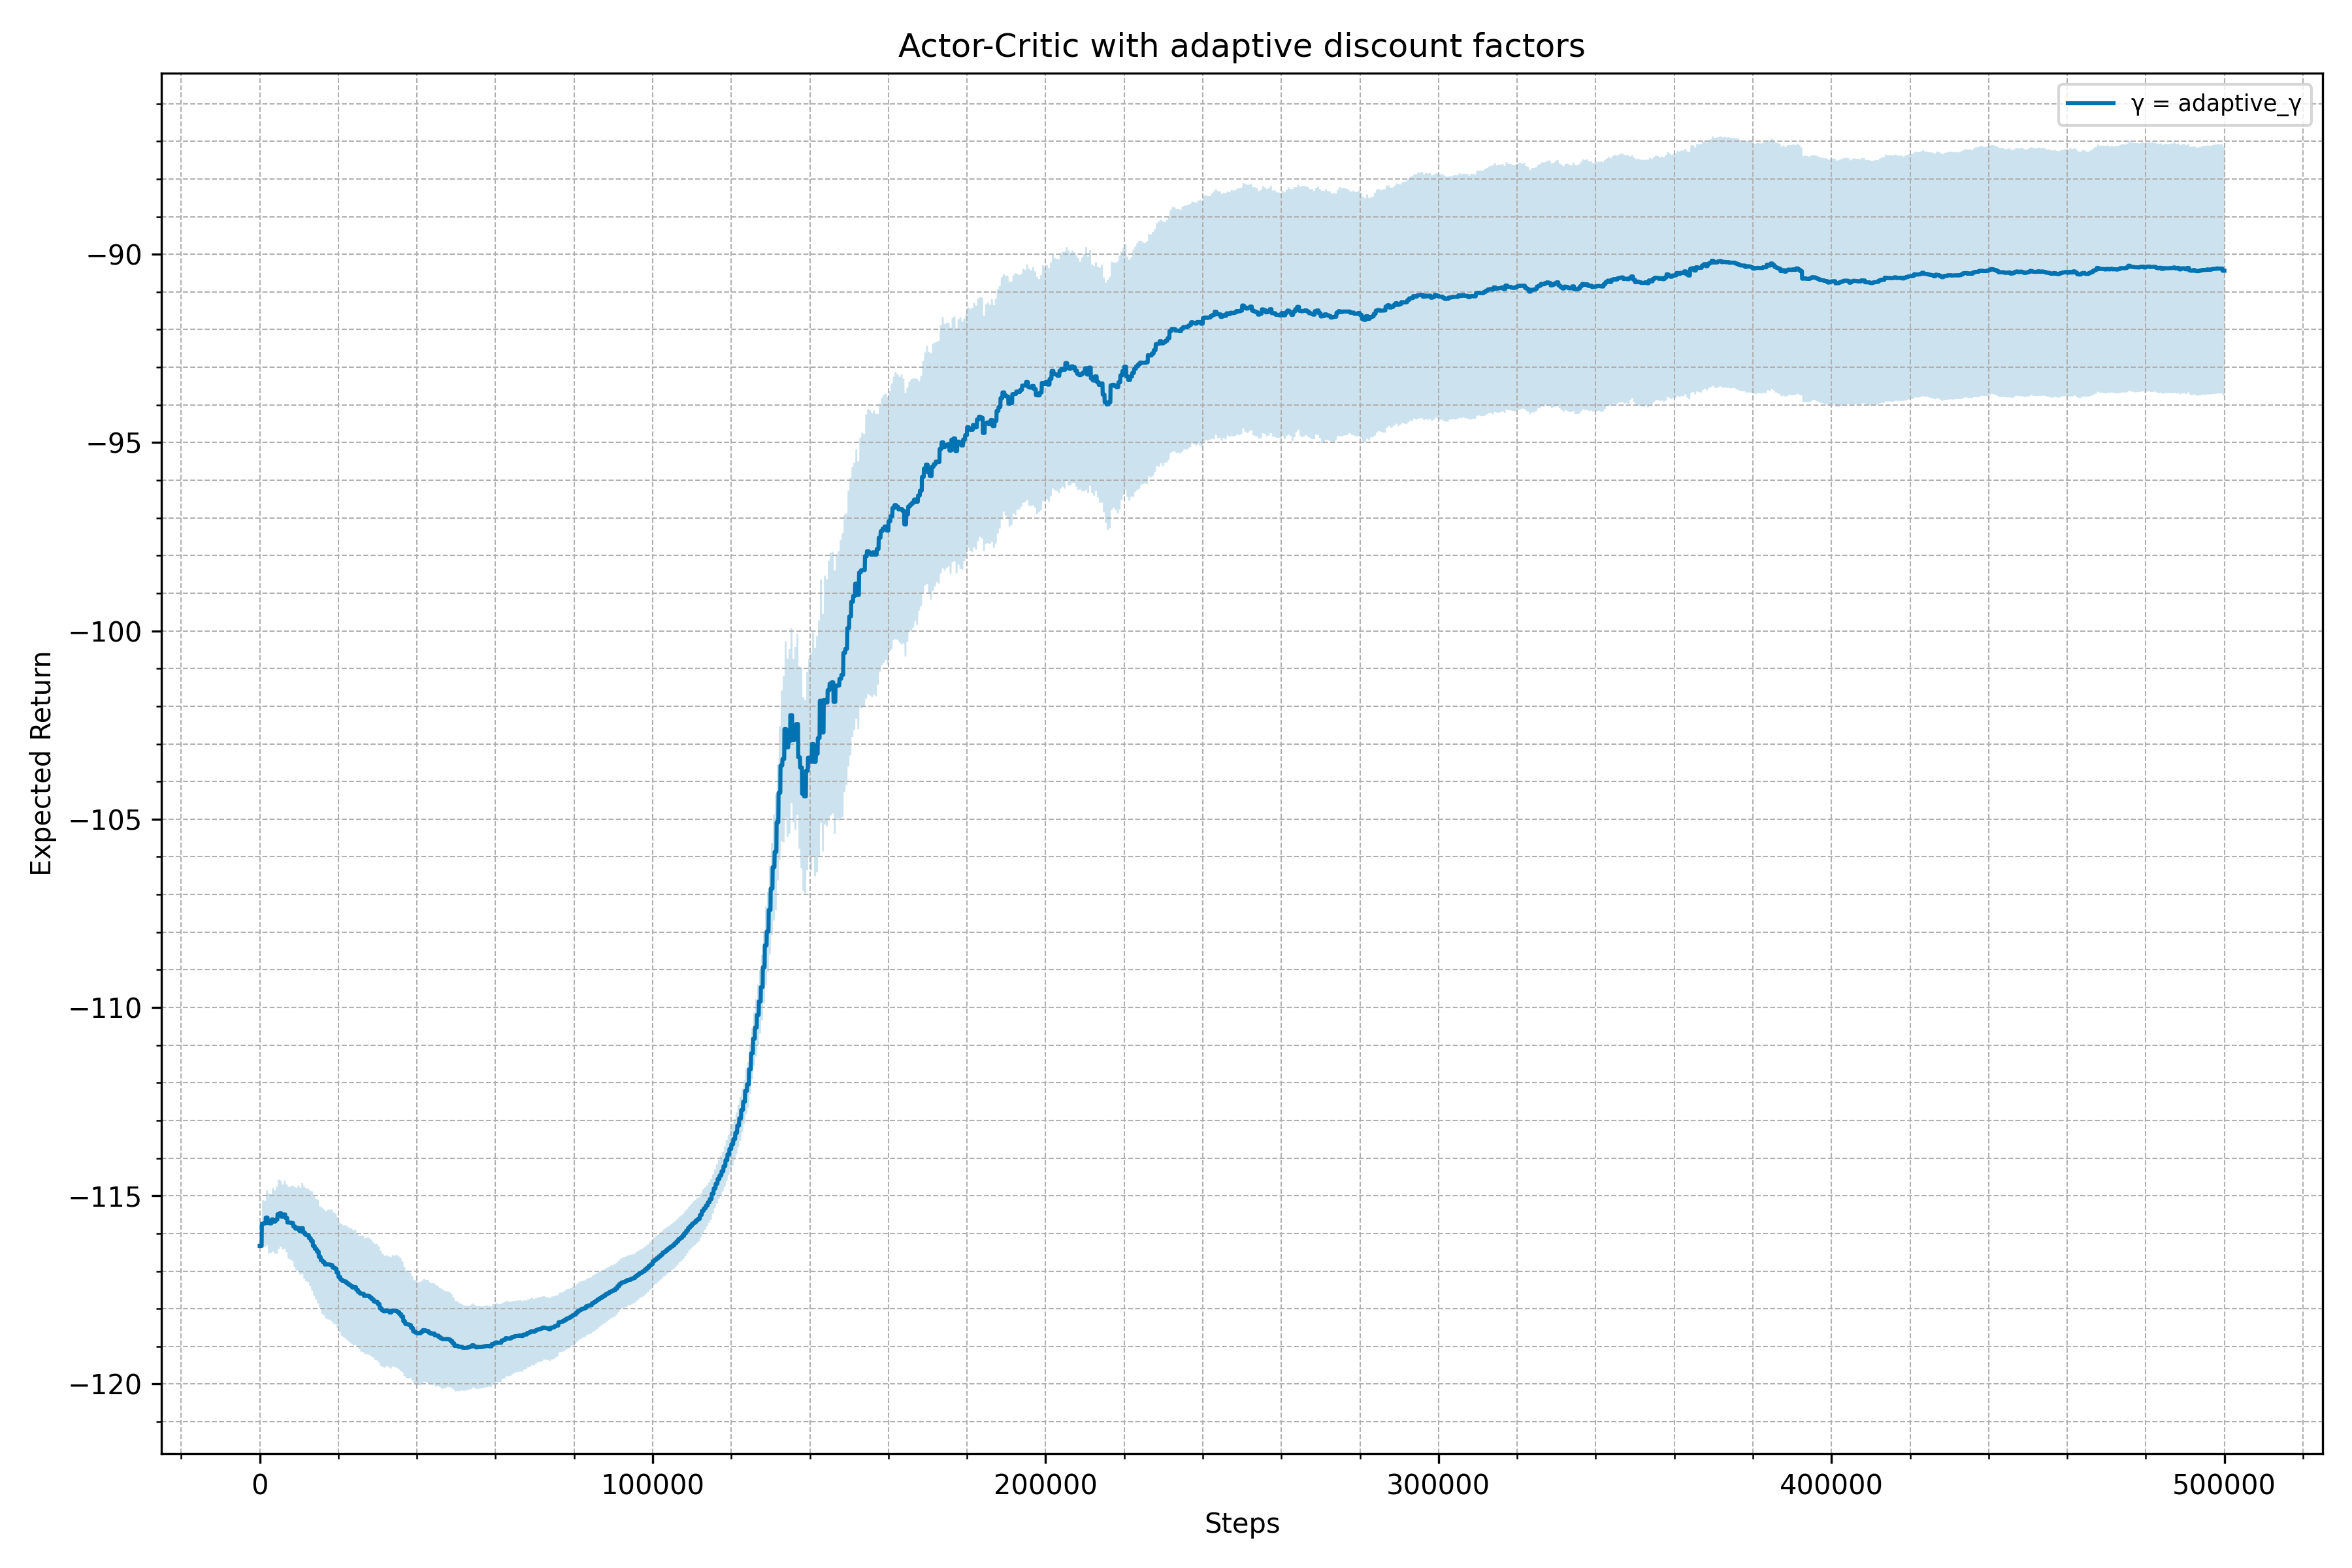 Actor-Critic with adaptive discount factors
γ = adaptive_γ
Expected Return
−90
−95
−100
−105
−110
−115
−120
0 100000 200000 300000 400000 500000
Steps